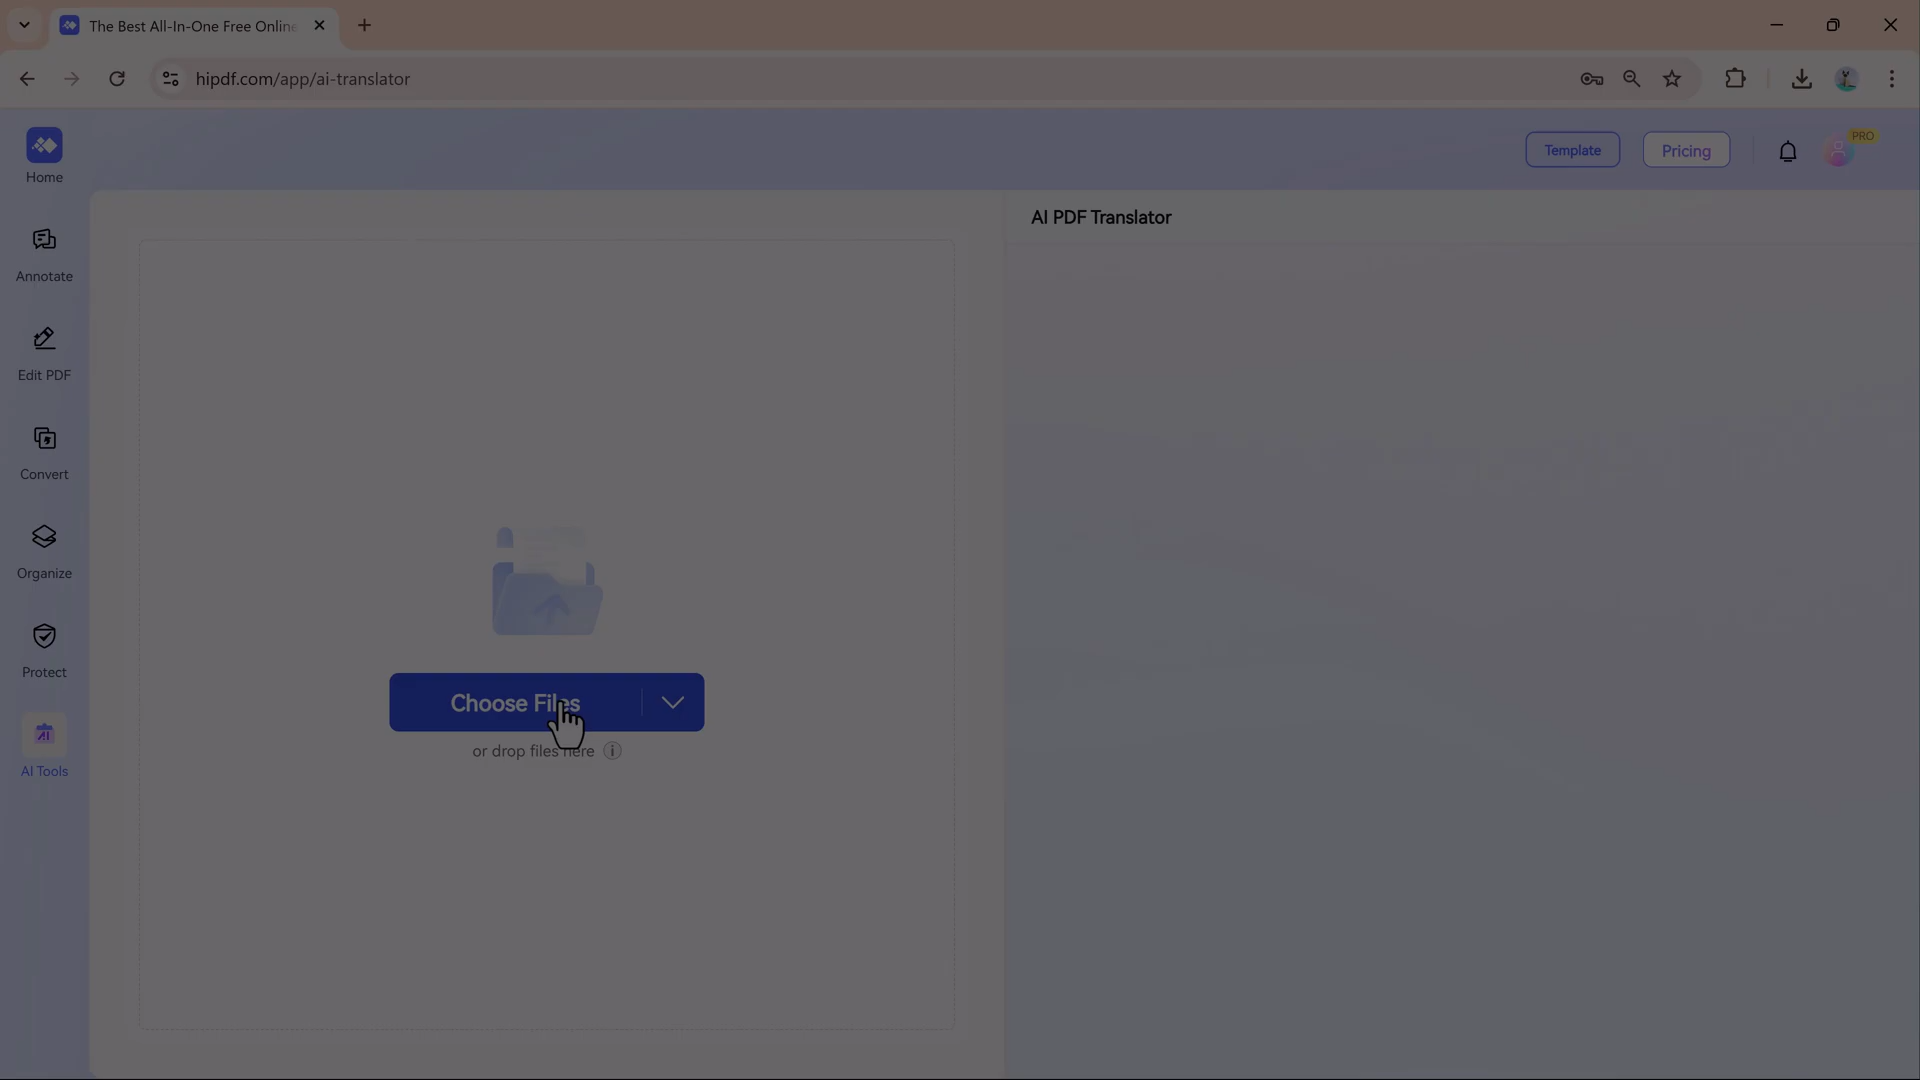 The Best All-In-One Free Online
hipdf.com/app/ai-translator
Home
Template
Pricing
PRO
AI PDF Translator
Annotate
Edit PDF
Convert
Organize
Protect
AI Tools
Choose Files
or drop files here